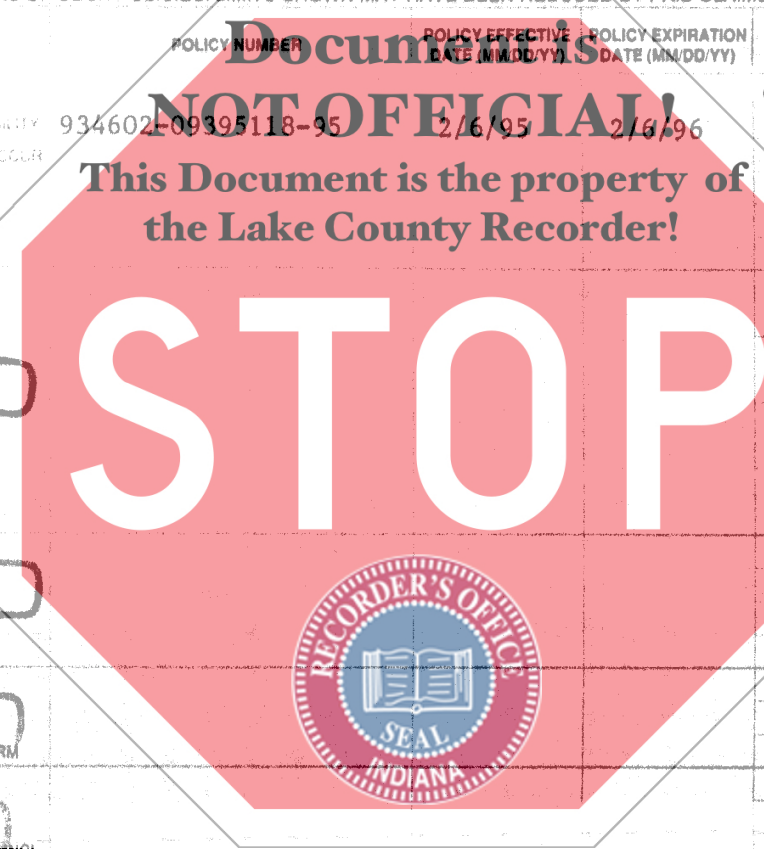 POLICY NUMBER
POLICY EFFECTIVE DATE (MM/DD/YY)
POLICY EXPIRATION DATE (MM/DD/YY)
Document is
NOT OFFICIAL!
934602-09395118-95 2/6/95 2/6/96
This Document is the property of
the Lake County Recorder!
STOP
RECORDER'S OFFICE
SEAL
INDIANA